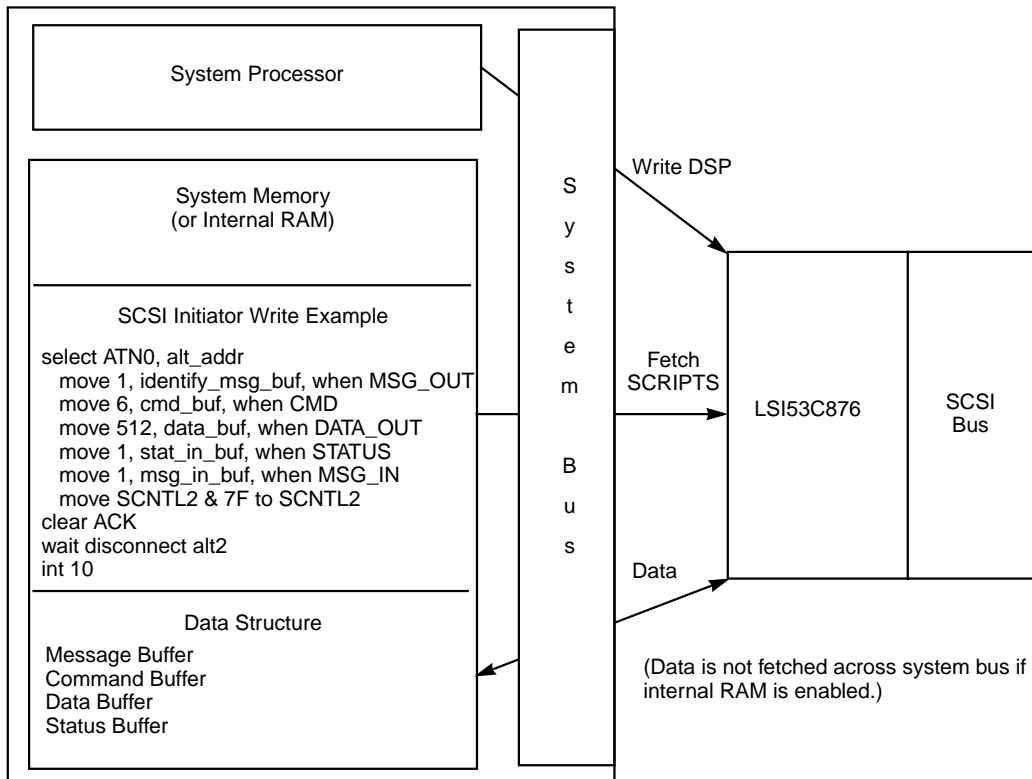 System Processor
System Memory
(or Internal RAM)
SCSI Initiator Write Example
select ATN0, alt_addr
move 1, identify_msg_buf, when MSG_OUT
move 6, cmd_buf, when CMD
move 512, data_buf, when DATA_OUT
move 1, stat_in_buf, when STATUS
move 1, msg_in_buf, when MSG_IN
move SCNTL2 & 7F to SCNTL2
clear ACK
wait disconnect alt2
int 10
Data Structure
Message Buffer
Command Buffer
Data Buffer
Status Buffer
System Bus
Write DSP
Fetch
SCRIPTS
Data
LSI53C876
SCSI
Bus
(Data is not fetched across system bus if
internal RAM is enabled.)